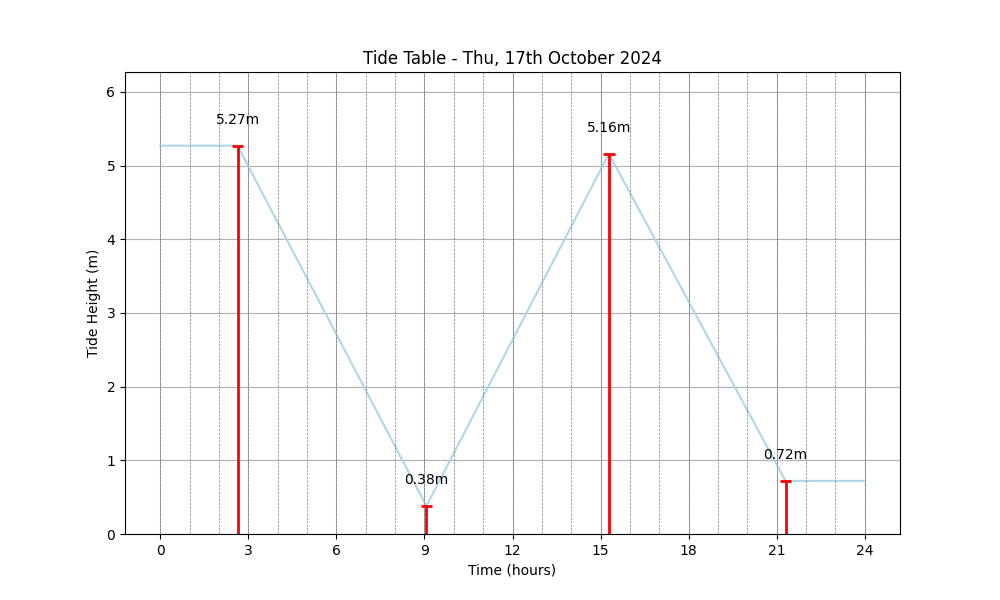 Tide Table - Thu, 17th October 2024
6
5.27m
5.16m
5
4
Tide Height (m)
3
2
1
0.72m
0.38m
0
0 3 6 9 12 15 18 21 24
Time (hours)